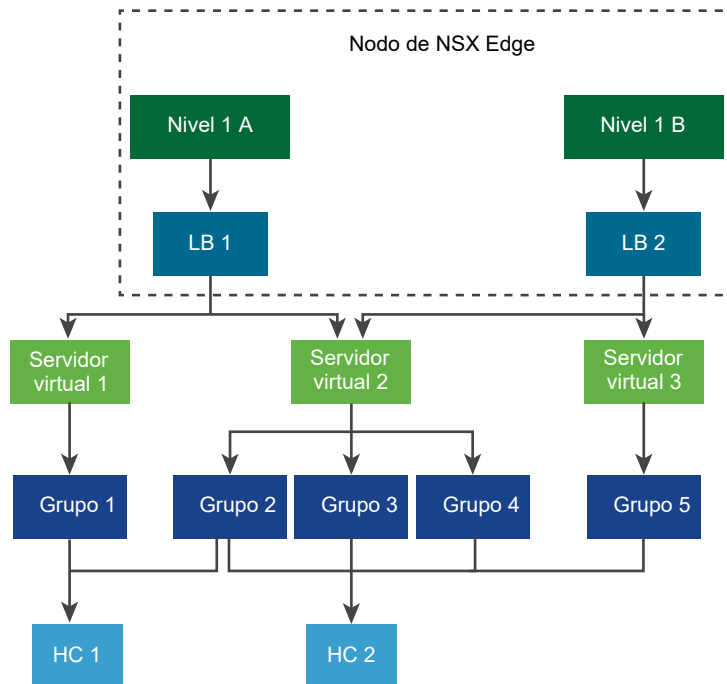 Nodo de NSX Edge
Nivel 1 A
Nivel 1 B
LB 1
LB 2
Servidor
virtual 1
Servidor
virtual 2
Servidor
virtual 3
Grupo 1
Grupo 2
Grupo 3
Grupo 4
Grupo 5
HC 1
HC 2